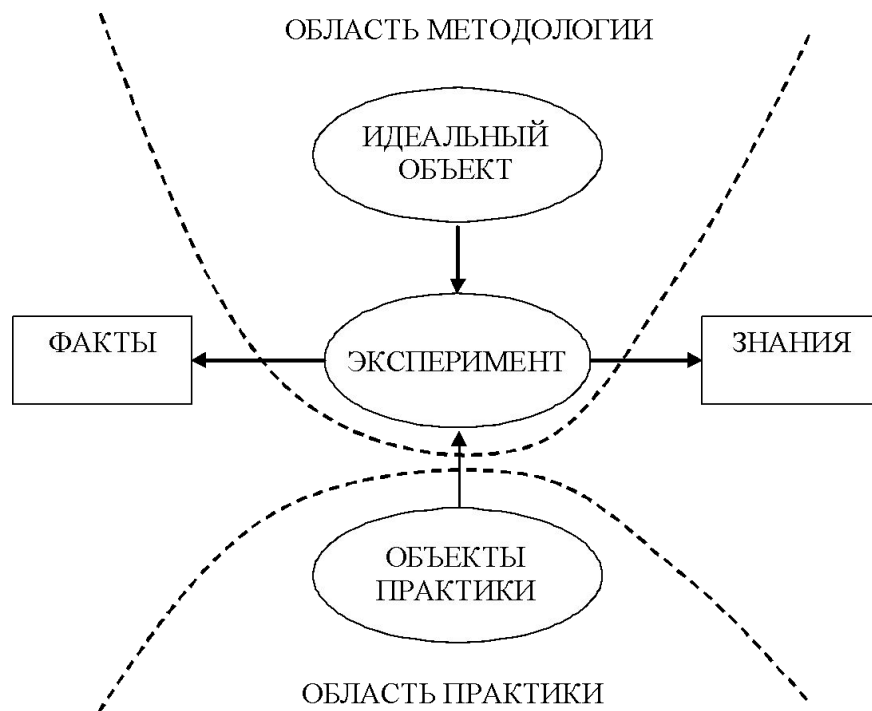 ОБЛАСТЬ МЕТОДОЛОГИИ
ИДЕАЛЬНЫЙ
ОБЪЕКТ
ФАКТЫ
ЭКСПЕРИМЕНТ
ЗНАНИЯ
ОБЪЕКТЫ
ПРАКТИКИ
ОБЛАСТЬ ПРАКТИКИ